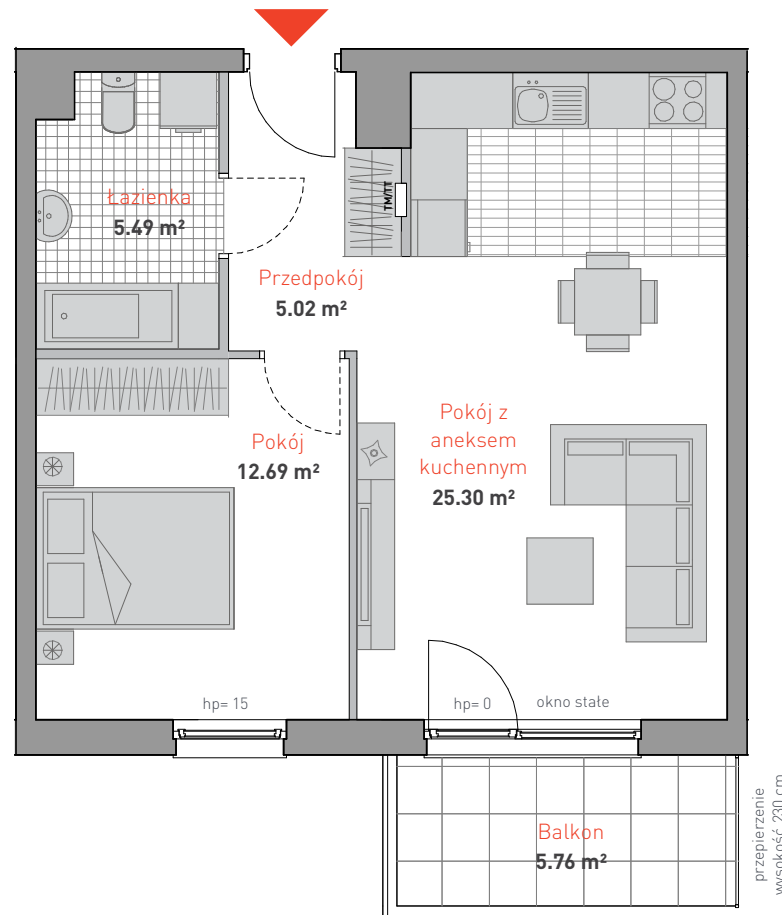 Łazienka
5.49 m²
TM/TT
Przedpokój
5.02 m²
Pokój
12.69 m²
Pokój z
aneksem
kuchennym
25.30 m²
hp= 15
hp= 0
okno stałe
Balkon
5.76 m²
przepierzenie
wysokość 230 cm